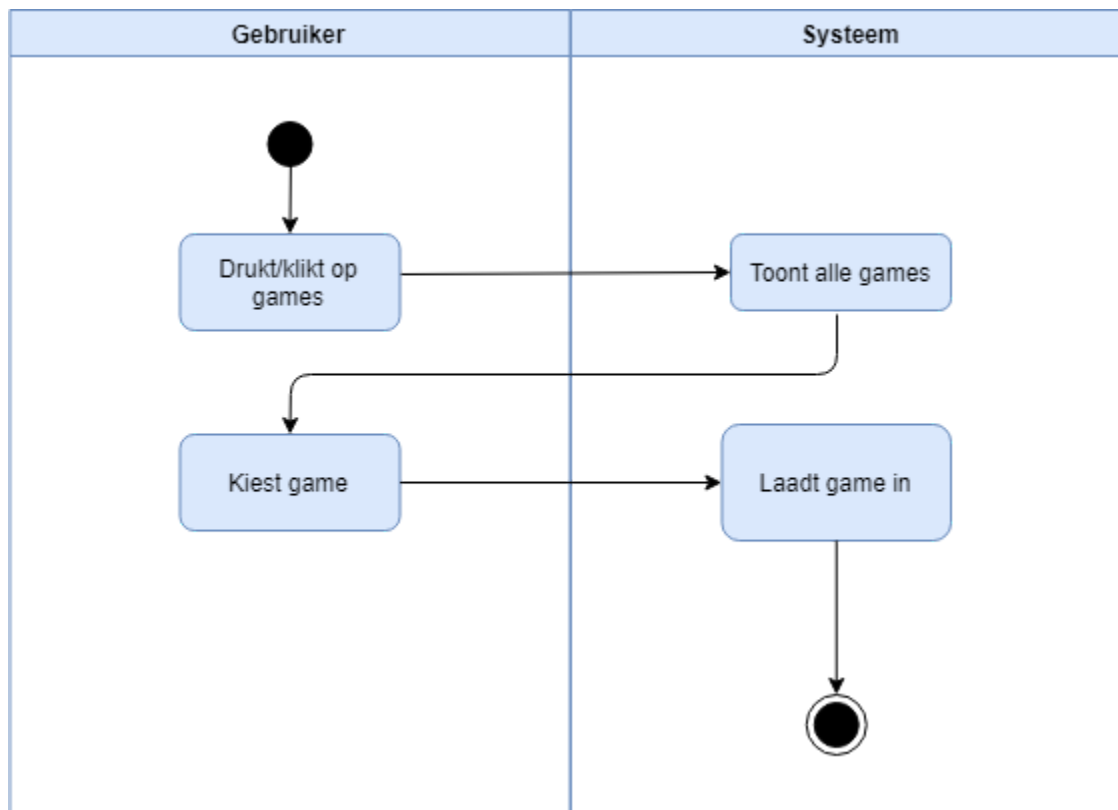 Gebruiker
Systeem
Drukt/klikt op
games
Toont alle games
Kiest game
Laadt game in